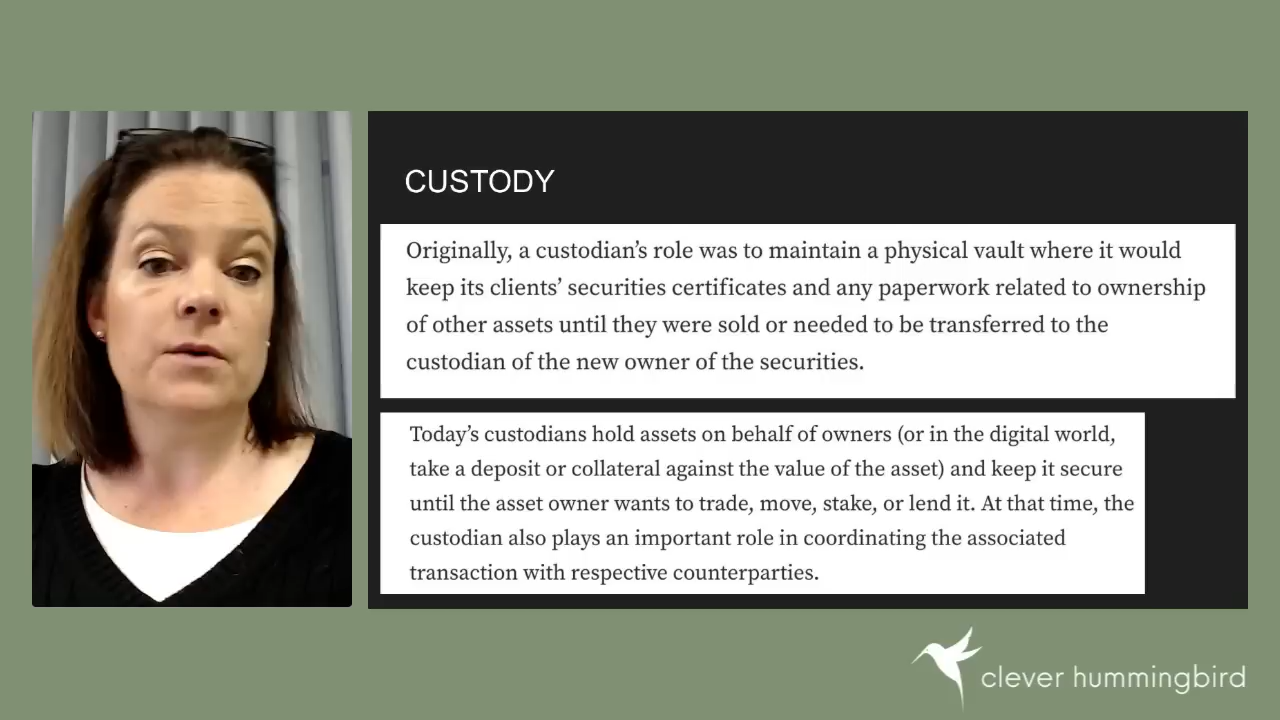 CUSTODY
Originally, a custodian’s role was to maintain a physical vault where it would
keep its clients’ securities certificates and any paperwork related to ownership
of other assets until they were sold or needed to be transferred to the
custodian of the new owner of the securities.
Today’s custodians hold assets on behalf of owners (or in the digital world,
take a deposit or collateral against the value of the asset) and keep it secure
until the asset owner wants to trade, move, stake, or lend it. At that time, the
custodian also plays an important role in coordinating the associated
transaction with respective counterparties.
clever hummingbird